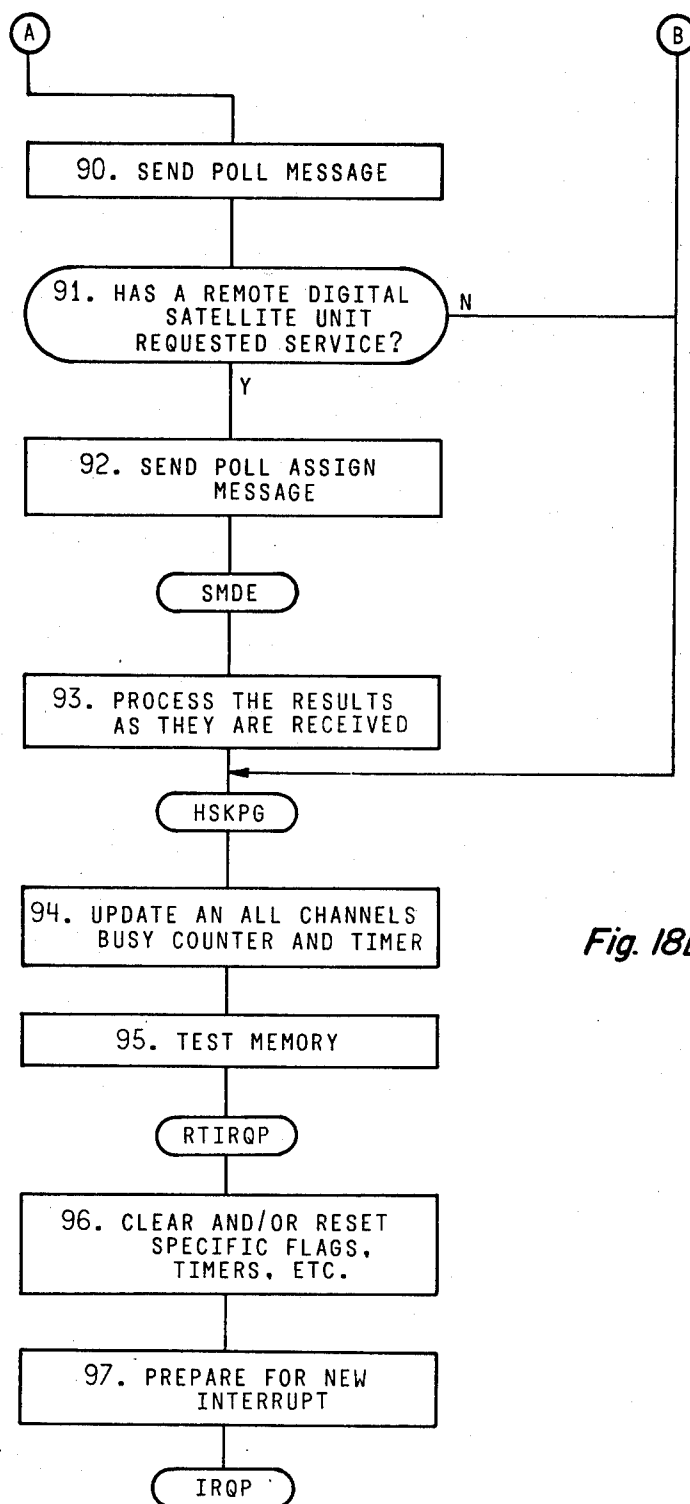 A
B
90. SEND POLL MESSAGE
91. HAS A REMOTE DIGITAL
SATELLITE UNIT
REQUESTED SERVICE?
N
Y
92. SEND POLL ASSIGN
MESSAGE
SMDE
93. PROCESS THE RESULTS
AS THEY ARE RECEIVED
HSKPG
94. UPDATE AN ALL CHANNELS
BUSY COUNTER AND TIMER
Fig. 18
95. TEST MEMORY
RTIRQP
96. CLEAR AND/OR RESET
SPECIFIC FLAGS,
TIMERS, ETC.
97. PREPARE FOR NEW
INTERRUPT
IRQP